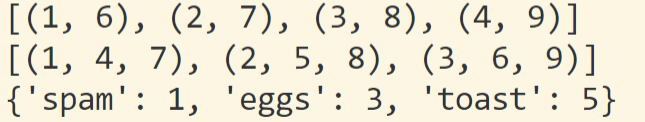 [(1, 6), (2, 7), (3, 8), (4, 9)]
[(1, 4, 7), (2, 5, 8), (3, 6, 9)]
{'spam': 1, 'eggs': 3, 'toast': 5}